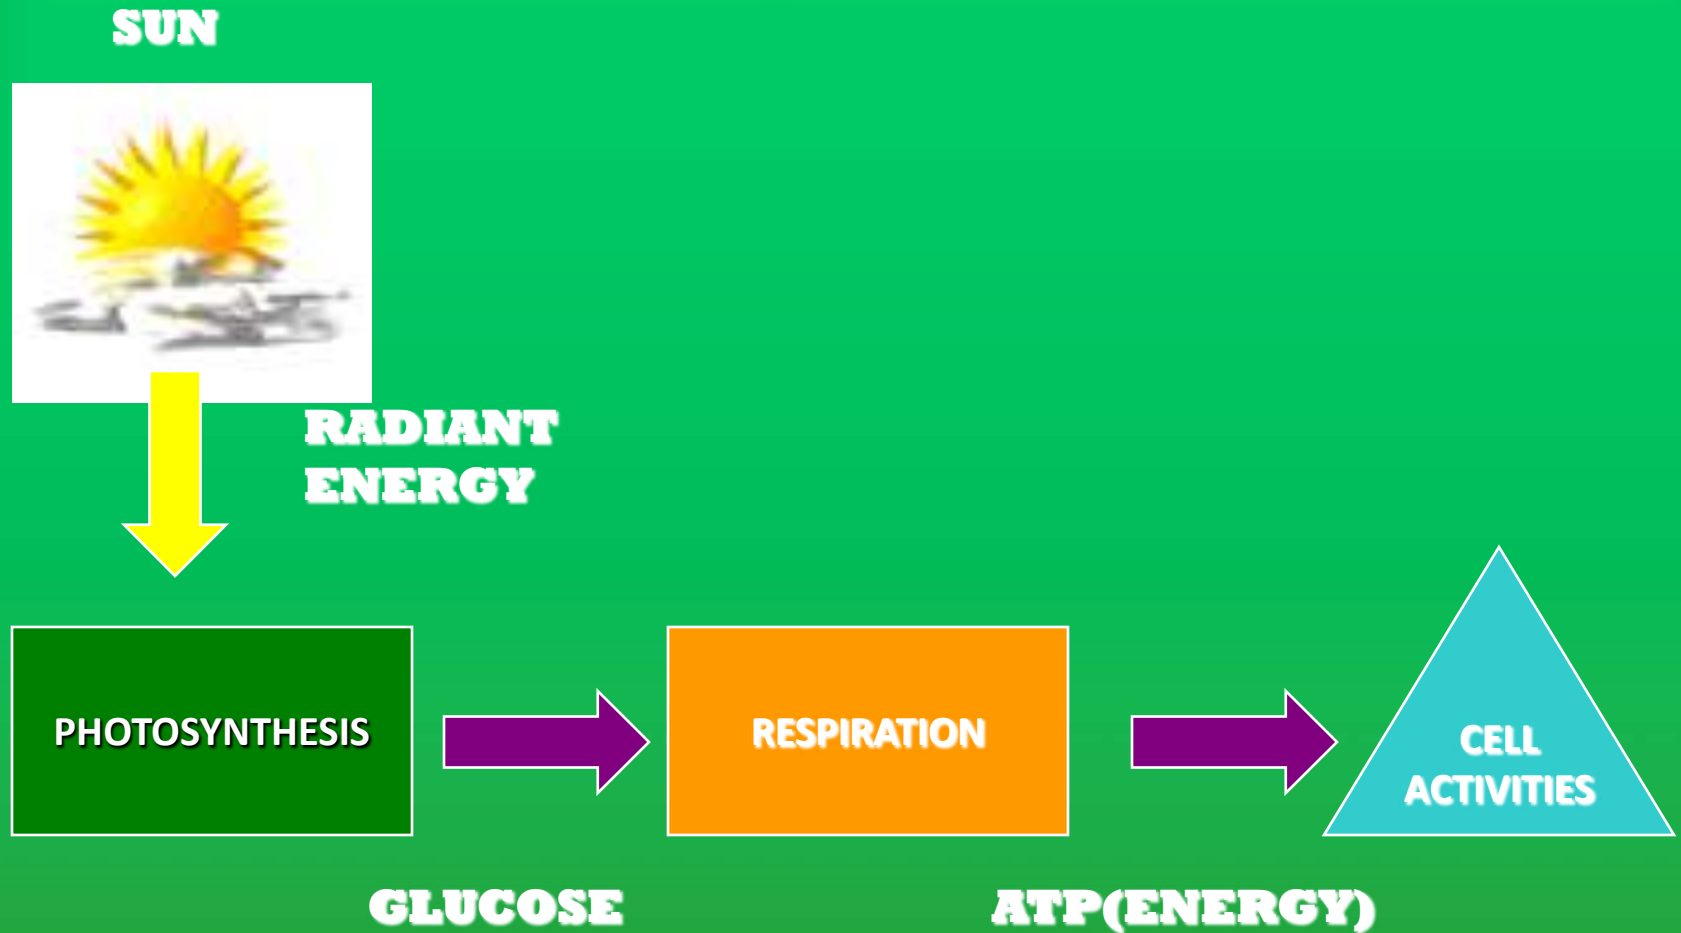 SUN
RADIANT
ENERGY
PHOTOSYNTHESIS
RESPIRATION
CELL
ACTIVITIES
GLUCOSE
ATP(ENERGY)